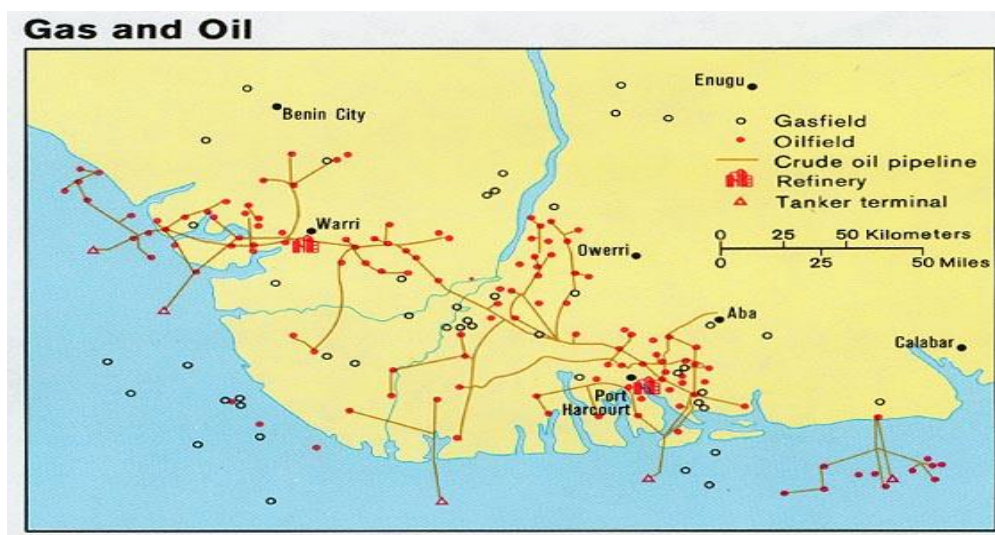 Gas and Oil
Enugu
Benin City
Gasfield
Oilfield
Crude oil pipeline
Refinery
Tanker terminal
Warri
0 25 50 Kilometers
0 25 50 Miles
Owerri
Aba
Calabar
Port
Harcourt